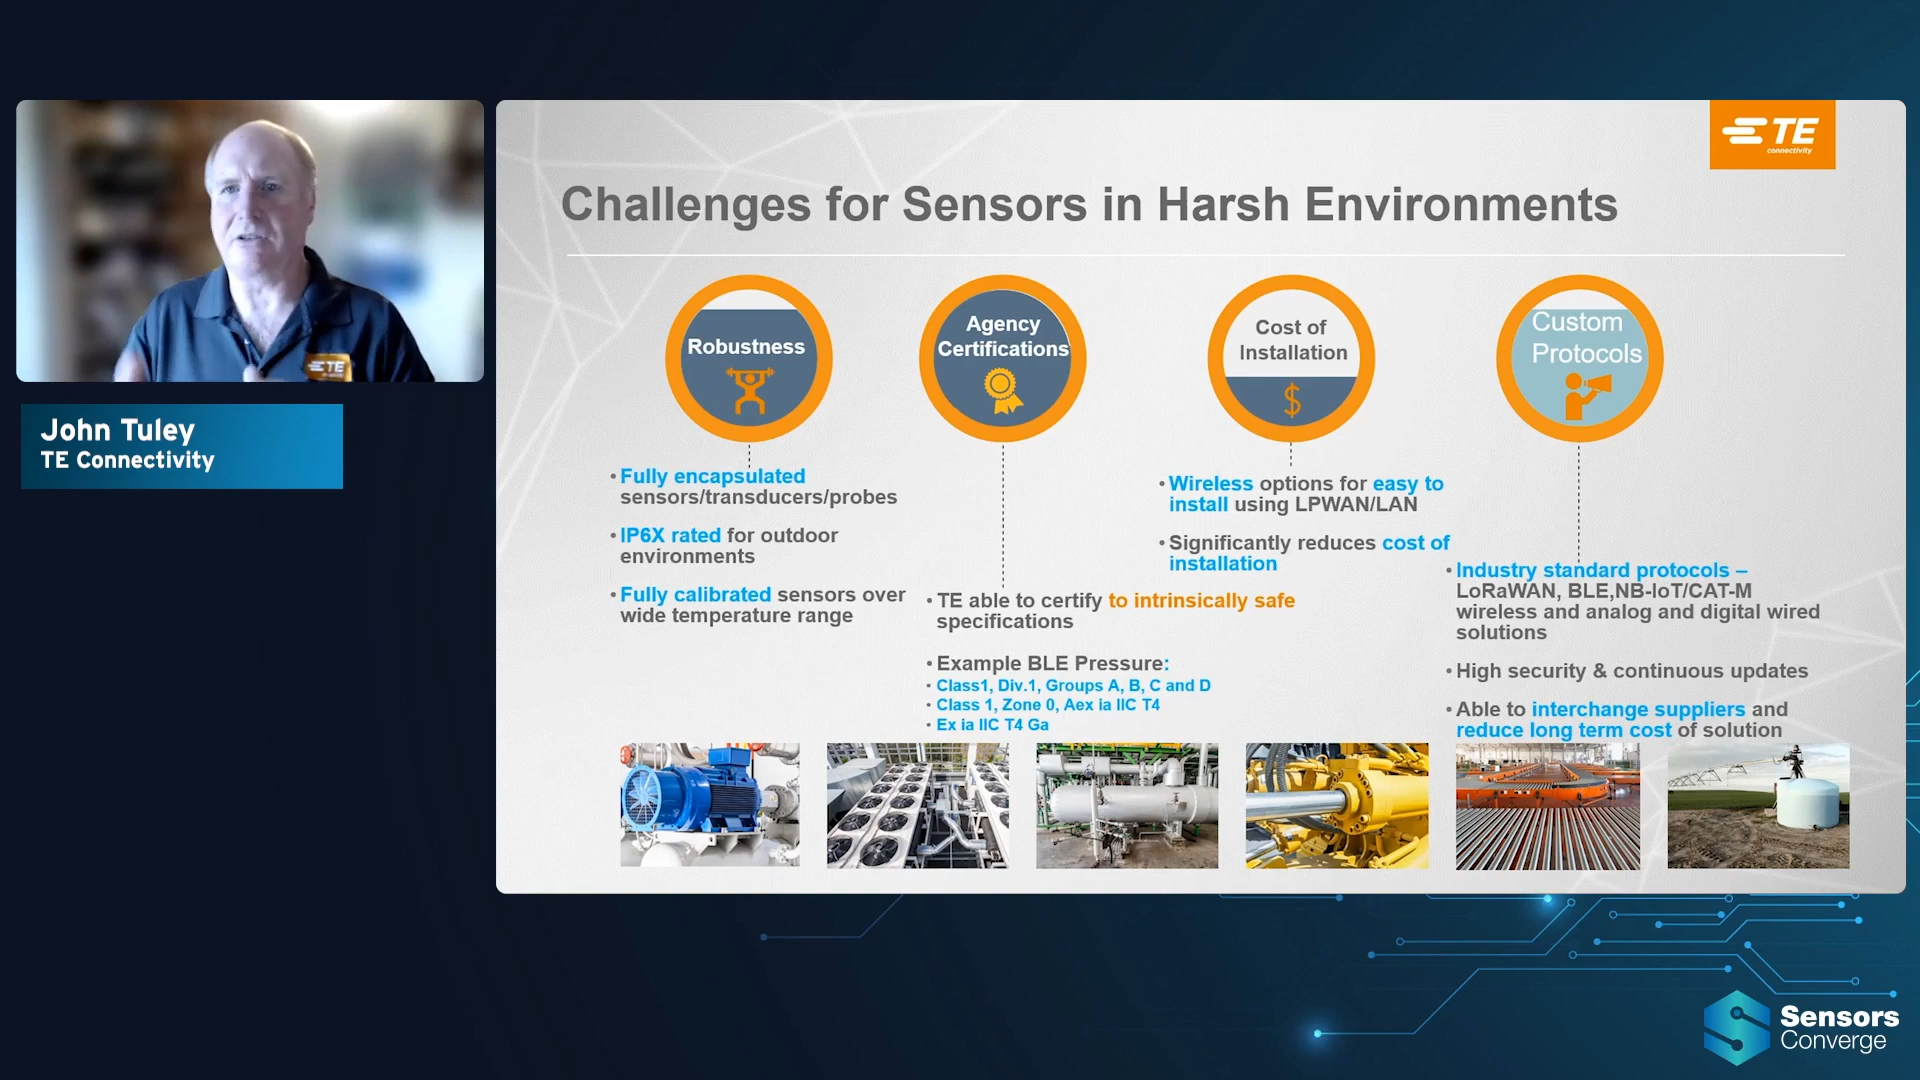 TE
connectivity
Challenges for Sensors in Harsh Environments
TE
John Tuley
TE Connectivity
Robustness
• Fully encapsulated
sensors/transducers/probes
• IP6X rated for outdoor
environments
• Fully calibrated sensors over
wide temperature range
Agency
Certifications
• TE able to certify to intrinsically safe
specifications
• Example BLE Pressure:
• Class1, Div.1, Groups A, B, C and D
• Class 1, Zone 0, Aex ia IIC T4
• Ex ia IIC T4 Ga
Cost of
Installation
$
• Wireless options for easy to
install using LPWAN/LAN
• Significantly reduces cost of
installation
Custom
Protocols
• Industry standard protocols –
LoRaWAN, BLE,NB-IoT/CAT-M
wireless and analog and digital wired
solutions
• High security & continuous updates
• Able to interchange suppliers and
reduce long term cost of solution
Sensors
Converge